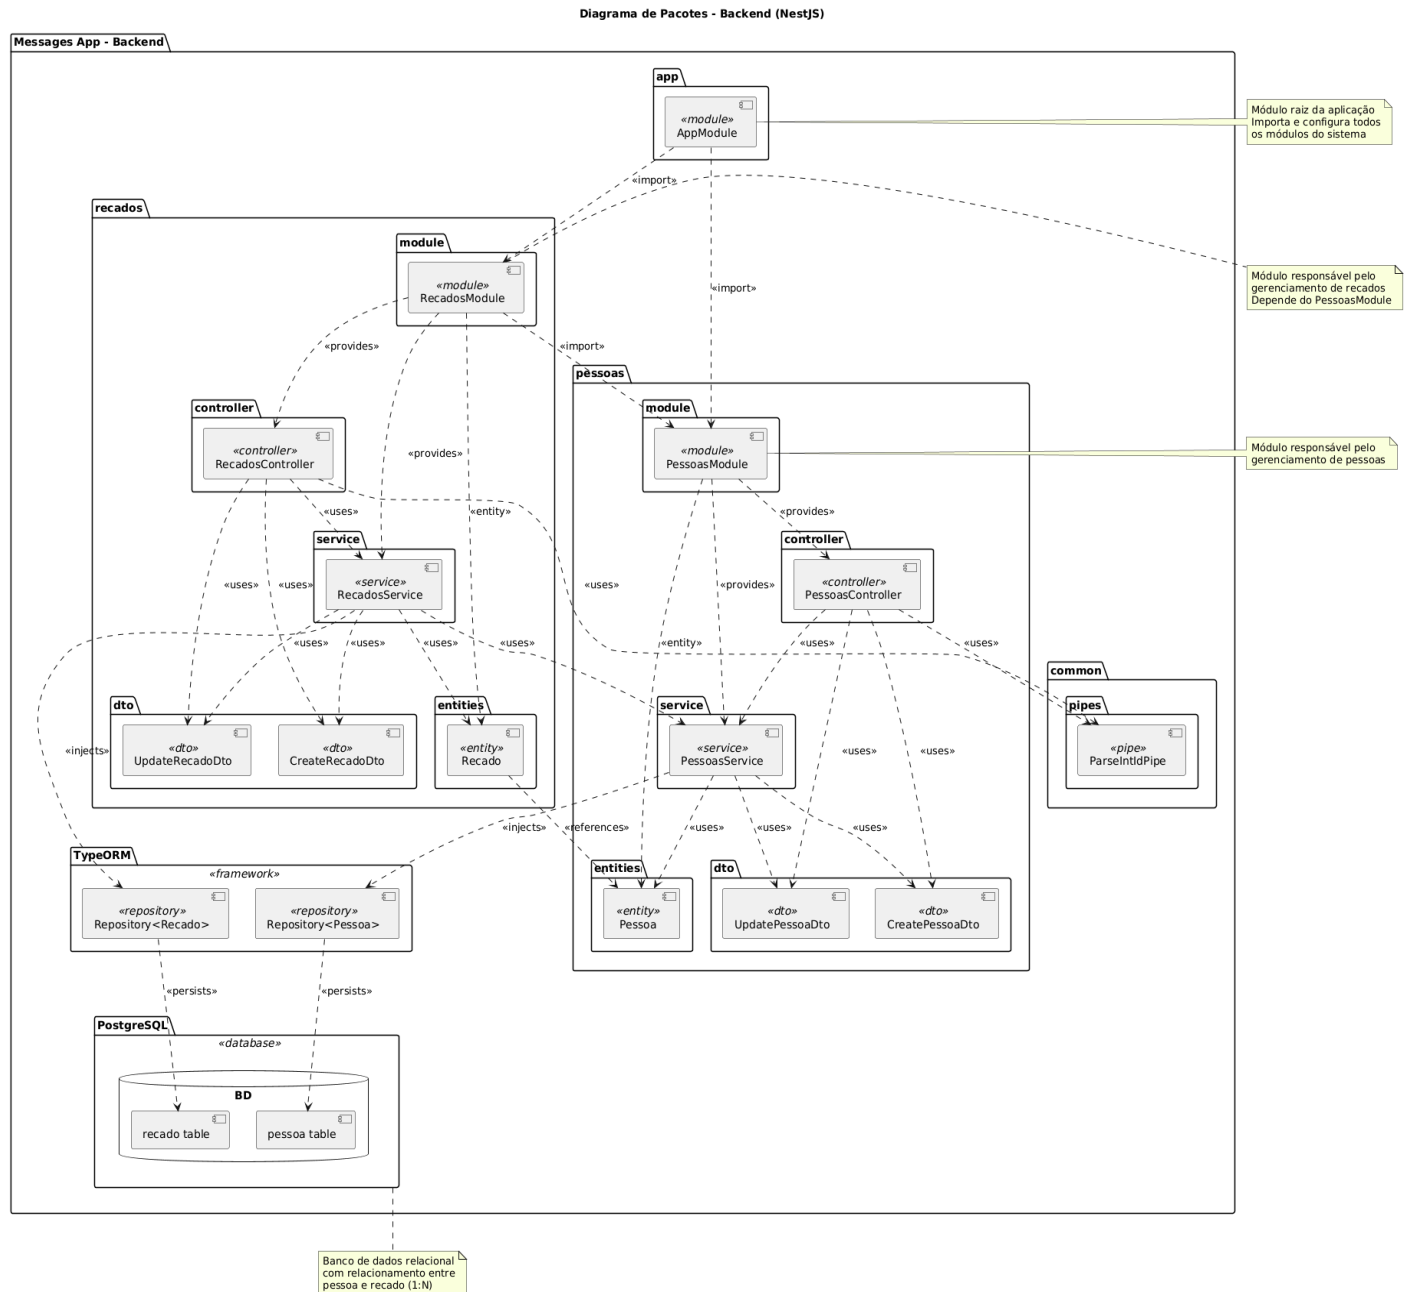 Diagrama de Pacotes - Backend (NestJS)
Messages App - Backend
app
«module»
AppModule
Módulo raiz da aplicação
Importa e configura todos
os módulos do sistema
«import»
recados
module
«module»
RecadosModule
Módulo responsável pelo
gerenciamento de recados
Depende do PessoasModule
«import»
«provides»
«import»
pessoas
controller
module
«controller»
RecadosController
«module»
PessoasModule
Módulo responsável pelo
gerenciamento de pessoas
«provides»
«uses»
«entity»
«provides»
service
controller
«service»
RecadosService
«controller»
PessoasController
«uses»
«uses»
«uses»
«provides»
«uses»
«uses»
«uses»
«uses»
«entity»
«uses»
«uses»
common
dto
entities
service
pipes
«injects»
«dto»
UpdateRecadoDto
«dto»
CreateRecadoDto
«entity»
Recado
«service»
PessoasService
«uses»
«uses»
«pipe»
ParseIntIdPipe
«injects»
«references»
«uses»
«uses»
«uses»
TypeORM
«framework»
entities
dto
«repository»
Repository<Recado>
«repository»
Repository<Pessoa>
«entity»
Pessoa
«dto»
UpdatePessoaDto
«dto»
CreatePessoaDto
«persists»
«persists»
PostgreSQL
«database»
BD
recado table
pessoa table
Banco de dados relacional
com relacionamento entre
pessoa e recado (1:N)